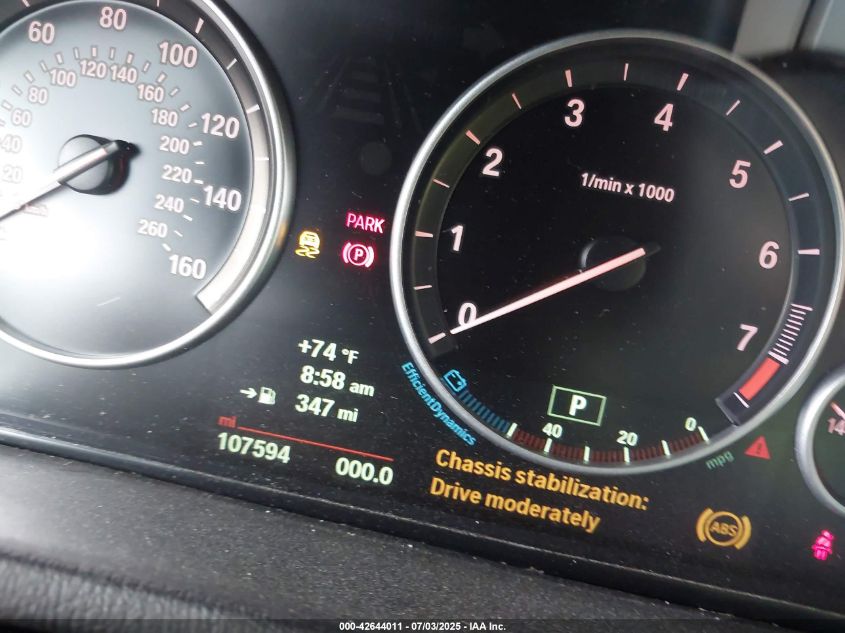 60
80
100
120
140
160
20
40
60
80
100
120
140
160
180
200
220
240
260
PARK
P
+74 °F
8:58 am
347 mi
mi
107594 000.0
0
1
2
3
4
5
6
7
1/min x 1000
P
EfficientDynamics
40
20
0
mpg
Chassis stabilization:
Drive moderately
ABS
14
000-42644011 - 07/03/2025 - IAA Inc.